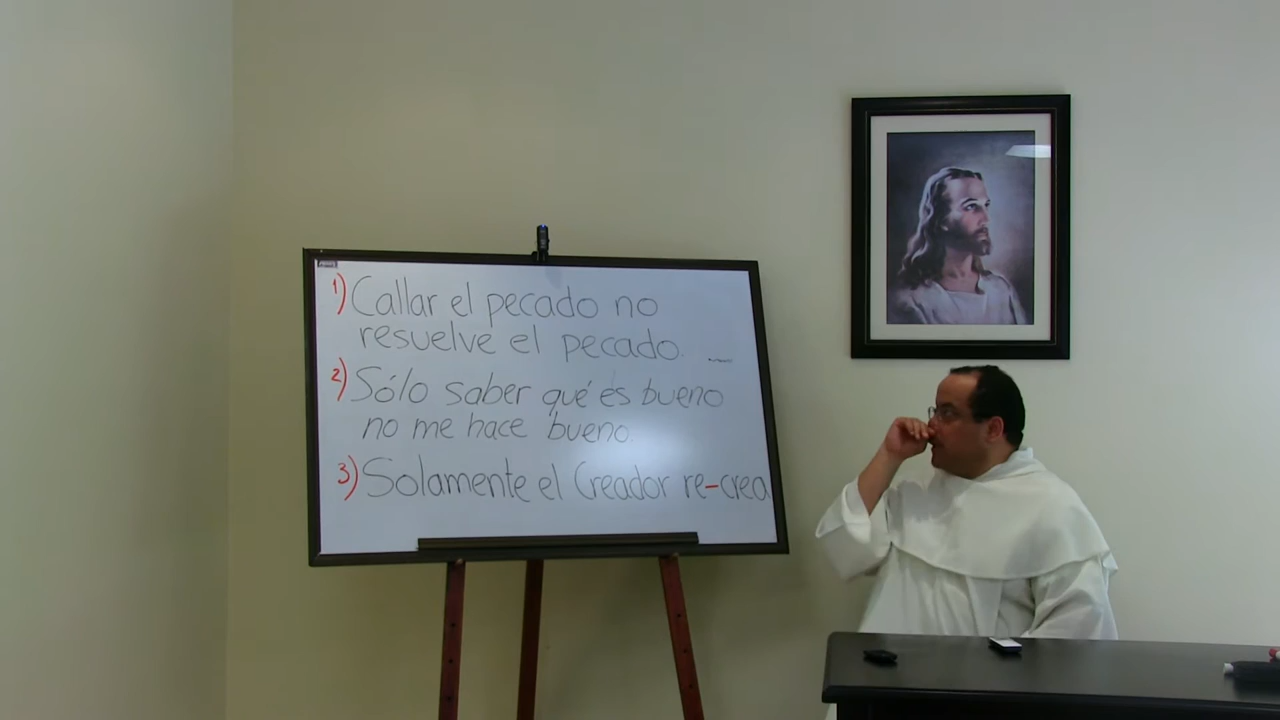 1) Callar el pecado no
resuelve el pecado.
2) Sólo saber qué es bueno
no me hace bueno.
3) Solamente el Creador re-crea